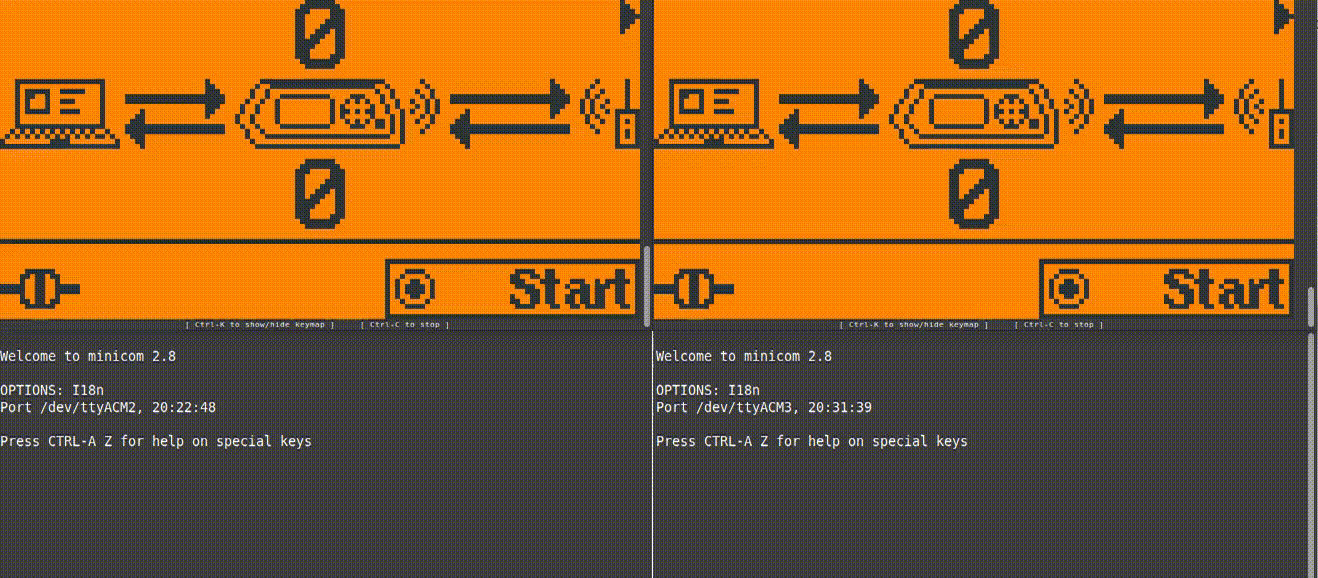 0
0
Start
[ Ctrl-K to show/hide keymap ] [ Ctrl-C to stop ]
Welcome to minicom 2.8
OPTIONS: I18n
Port /dev/ttyACM2, 20:22:48
Press CTRL-A Z for help on special keys
0
0
Start
[ Ctrl-K to show/hide keymap ] [ Ctrl-C to stop ]
Welcome to minicom 2.8
OPTIONS: I18n
Port /dev/ttyACM3, 20:31:39
Press CTRL-A Z for help on special keys